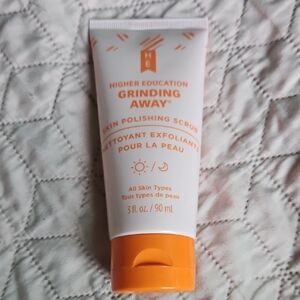 H
E
HIGHER EDUCATION
GRINDING
AWAY®
SKIN POLISHING SCRUB
NETTOYANT EXFOLIANT
POUR LA PEAU
/
All Skin Types
Tous types de peau
3 fl. oz. / 90 mL